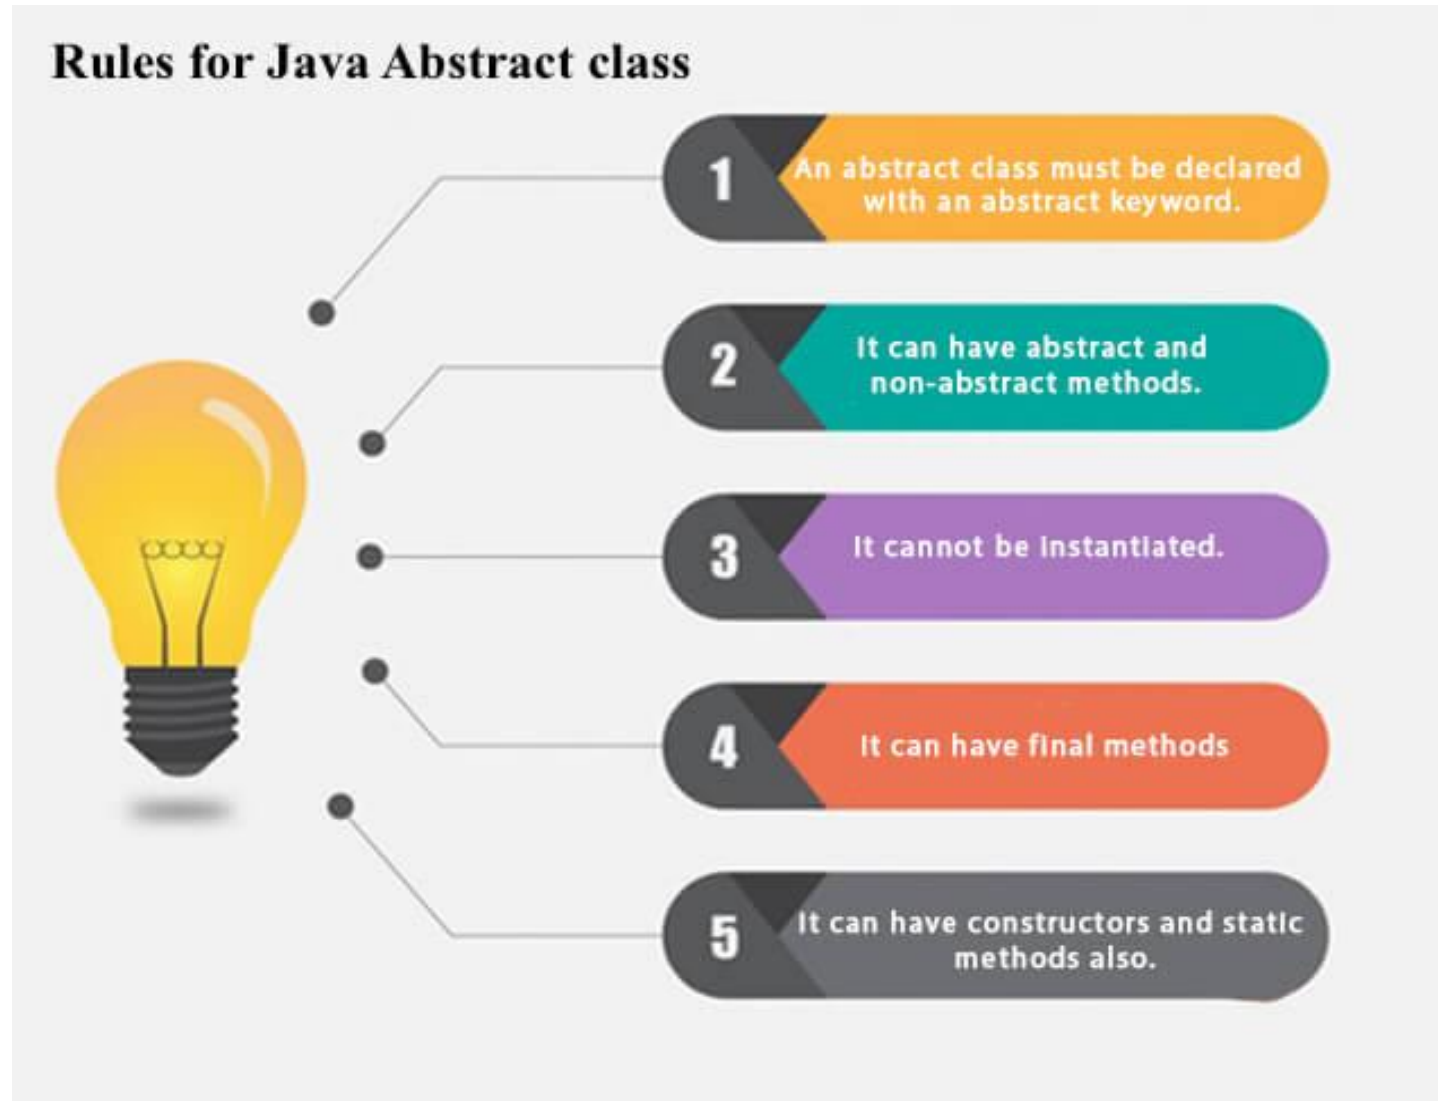 Rules for Java Abstract class
1
An abstract class must be declared
with an abstract keyword.
2
It can have abstract and
non-abstract methods.
3
It cannot be instantiated.
4
It can have final methods
5
It can have constructors and static
methods also.